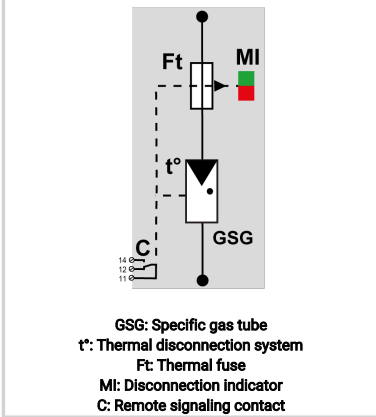 Ft
MI
t°
GSG
C
14
12
11
GSG: Specific gas tube
t°: Thermal disconnection system
Ft: Thermal fuse
MI: Disconnection indicator
C: Remote signaling contact